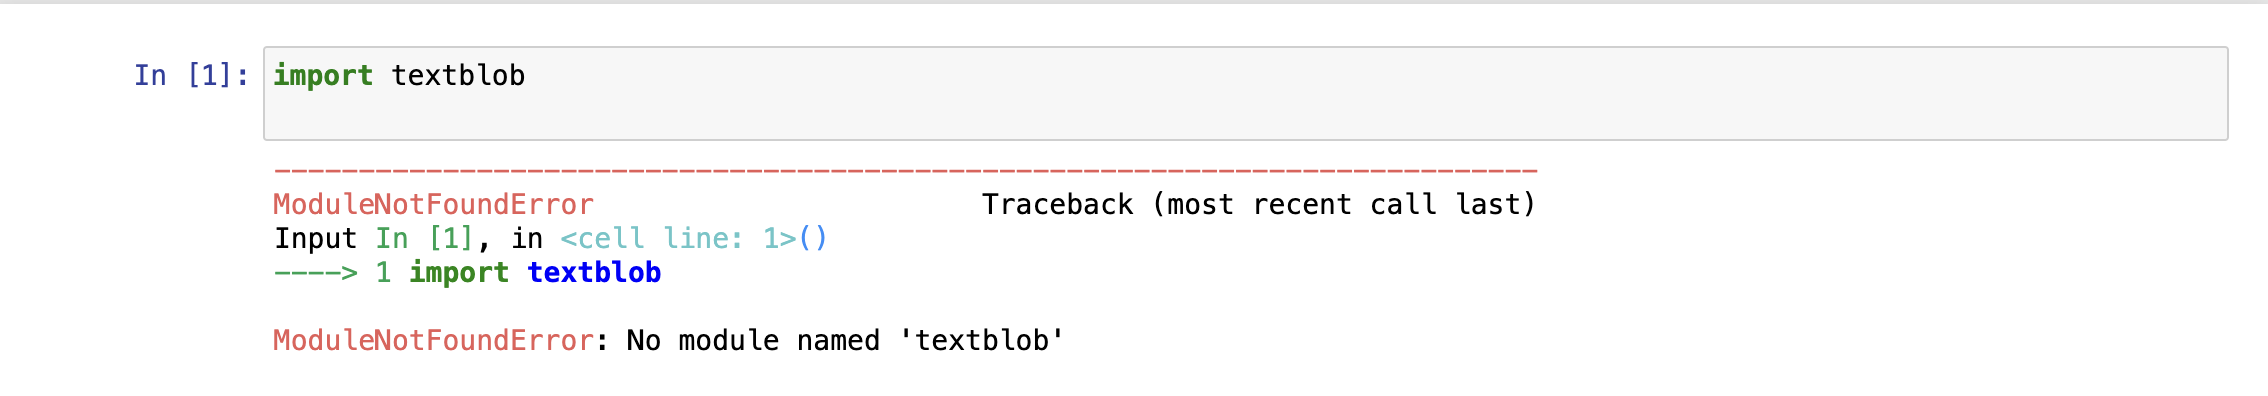 In [1]: import textblob
---------------------------------------------------------------------------
ModuleNotFoundError                       Traceback (most recent call last)
Input In [1], in <cell line: 1>()
----> 1 import textblob
ModuleNotFoundError: No module named 'textblob'